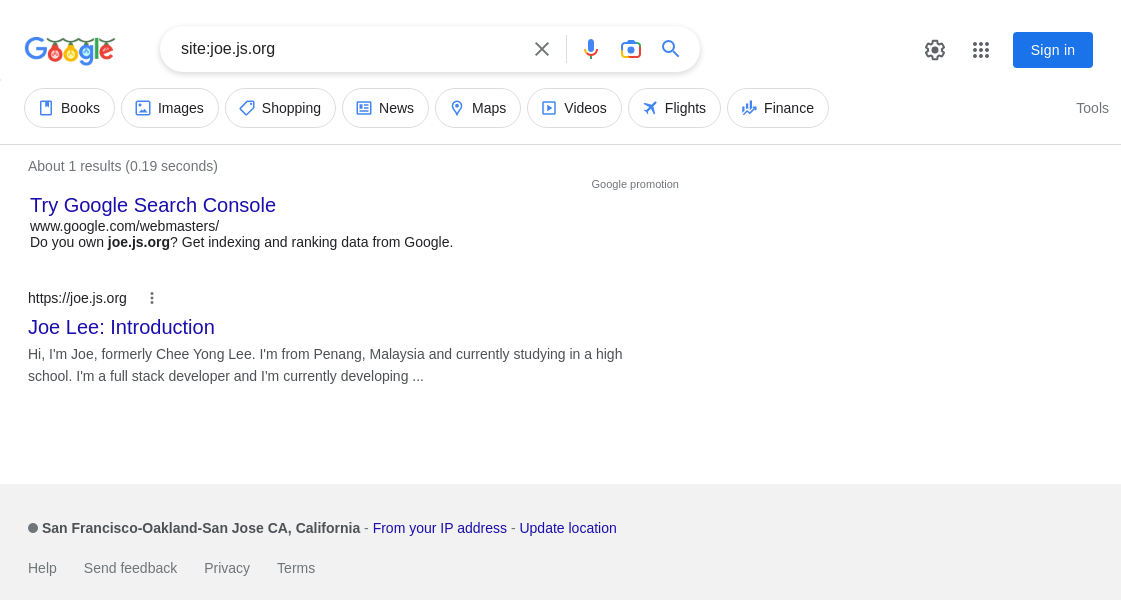 Google
site:joe.js.org
Sign in
Books Images Shopping News Maps Videos Flights Finance Tools
About 1 results (0.19 seconds)
Google promotion
Try Google Search Console
www.google.com/webmasters/
Do you own joe.js.org? Get indexing and ranking data from Google.
https://joe.js.org
Joe Lee: Introduction
Hi, I'm Joe, formerly Chee Yong Lee. I'm from Penang, Malaysia and currently studying in a high
school. I'm a full stack developer and I'm currently developing ...
San Francisco-Oakland-San Jose CA, California - From your IP address - Update location
Help Send feedback Privacy Terms